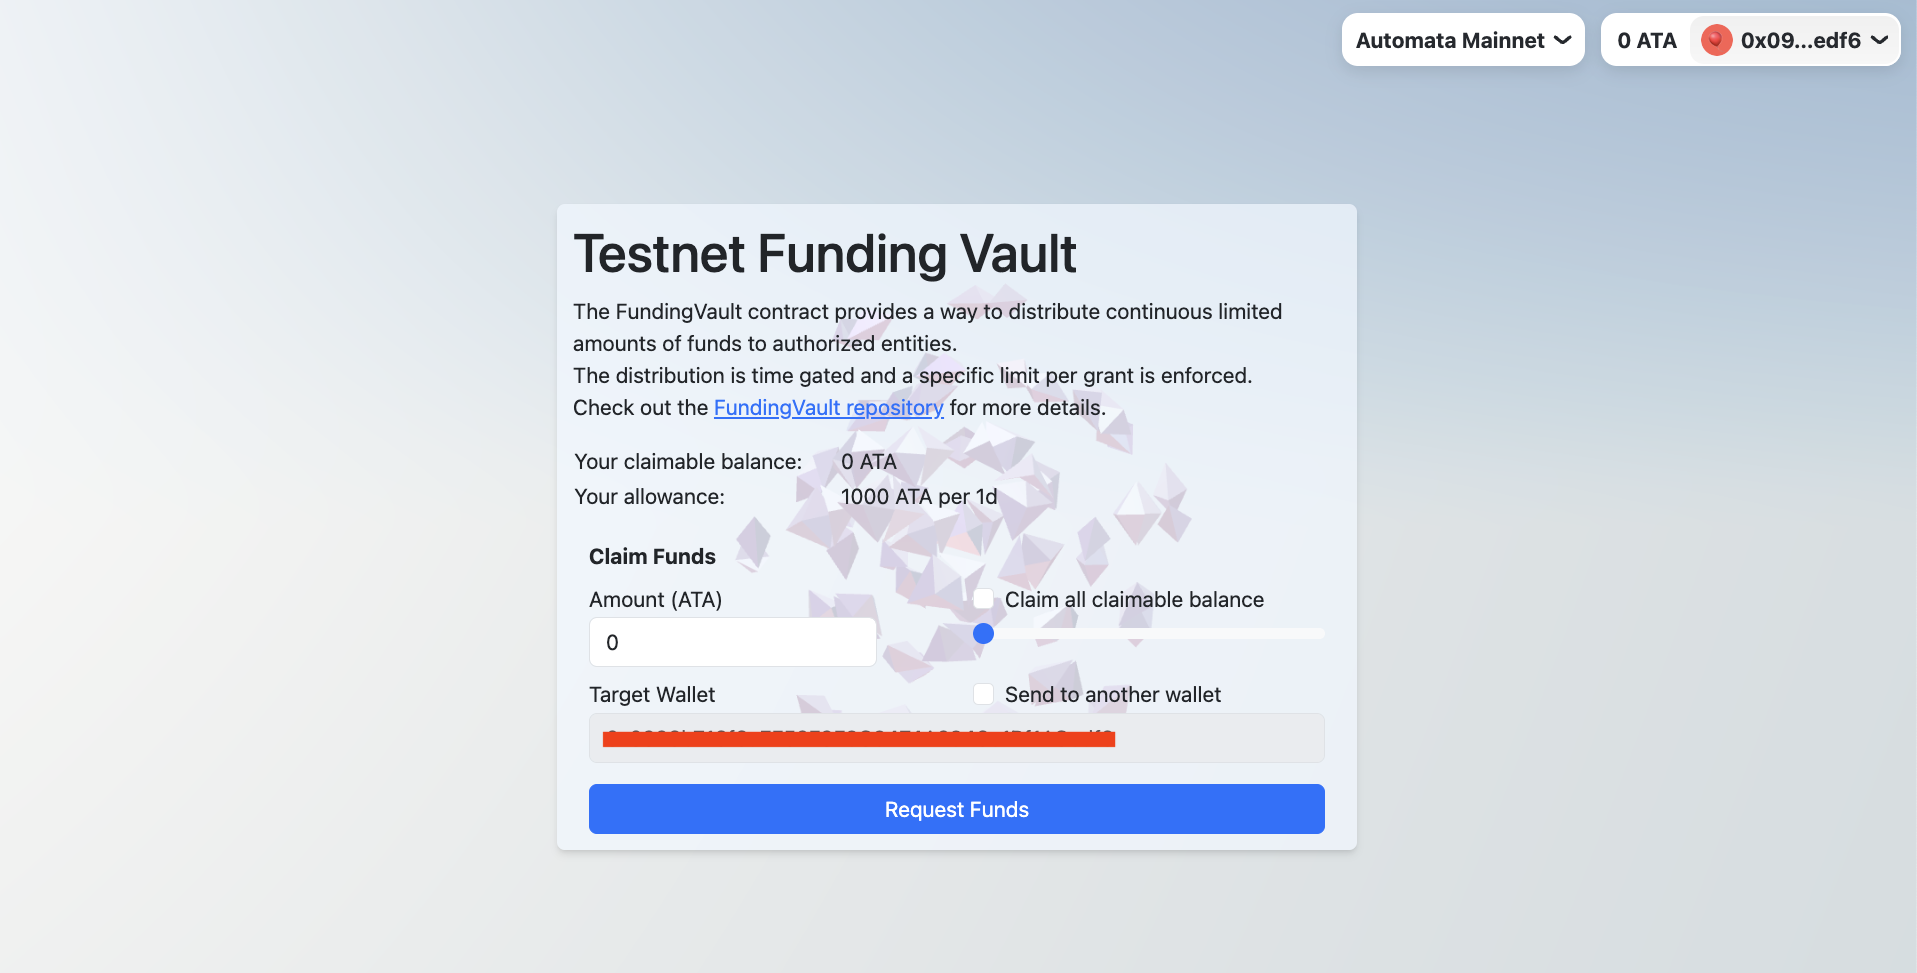 Automata Mainnet
0 ATA
0x09...edf6
Testnet Funding Vault
The FundingVault contract provides a way to distribute continuous limited
amounts of funds to authorized entities.
The distribution is time gated and a specific limit per grant is enforced.
Check out the FundingVault repository for more details.
Your claimable balance: 0 ATA
Your allowance: 1000 ATA per 1d
Claim Funds
Amount (ATA)
Claim all claimable balance
0
Target Wallet
Send to another wallet
Request Funds